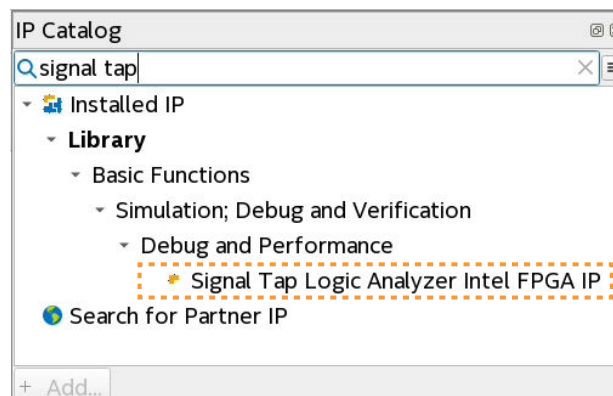 IP Catalog
signal tap
Installed IP
Library
Basic Functions
Simulation; Debug and Verification
Debug and Performance
Signal Tap Logic Analyzer Intel FPGA IP
Search for Partner IP
+ Add...